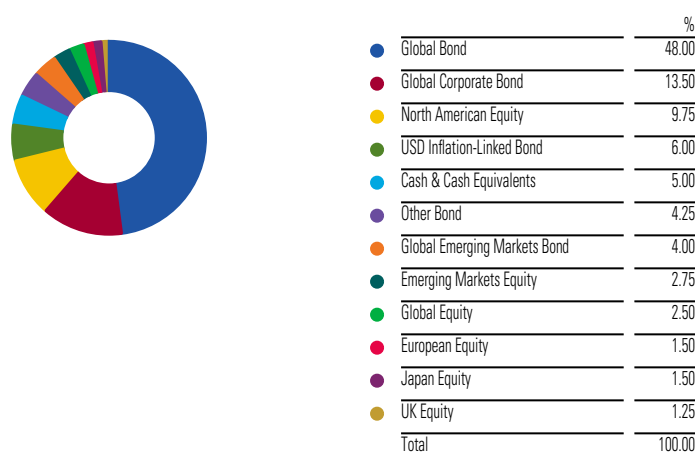 %
Global Bond 48.00
Global Corporate Bond 13.50
North American Equity 9.75
USD Inflation-Linked Bond 6.00
Cash & Cash Equivalents 5.00
Other Bond 4.25
Global Emerging Markets Bond 4.00
Emerging Markets Equity 2.75
Global Equity 2.50
European Equity 1.50
Japan Equity 1.50
UK Equity 1.25
Total 100.00